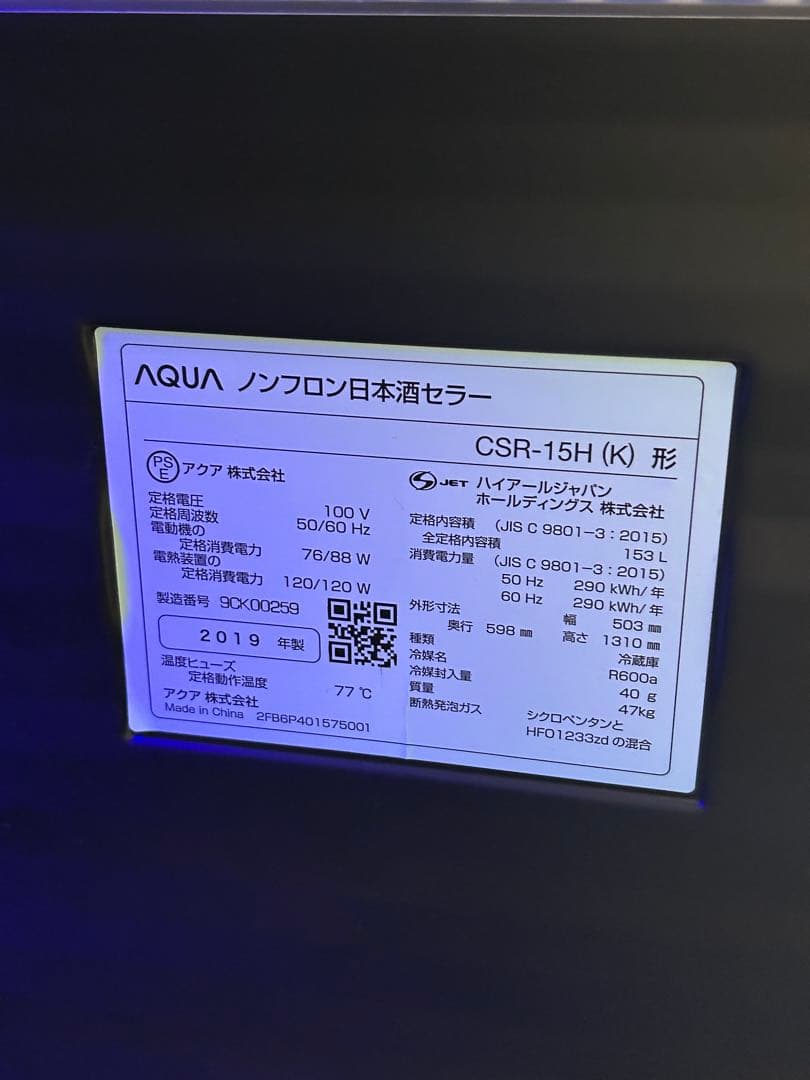 AQUA ノンフロン日本酒セラー
CSR-15H (K) 形
PS
E
アクア 株式会社
定格電圧 100 V
定格周波数 50/60 Hz
電動機の
定格消費電力 76/88 W
電熱装置の
定格消費電力 120/120 W
製造番号 9CK00259
2019 年製
温度ヒューズ
定格動作温度 77 ℃
アクア 株式会社
Made in China 2FB6P401575001
JET ハイアールジャパン
ホールディングス 株式会社
定格内容積 (JIS C 9801-3:2015)
全定格内容積 153 L
消費電力量 (JIS C 9801-3:2015)
50 Hz 290 kWh/年
60 Hz 290 kWh/年
外形寸法 幅 503 ㎜
奥行 598 ㎜ 高さ 1310 ㎜
種類 冷蔵庫
冷媒名 R600a
冷媒封入量 40 g
質量 47kg
断熱発泡ガス シクロペンタンと
HFO1233zd の混合